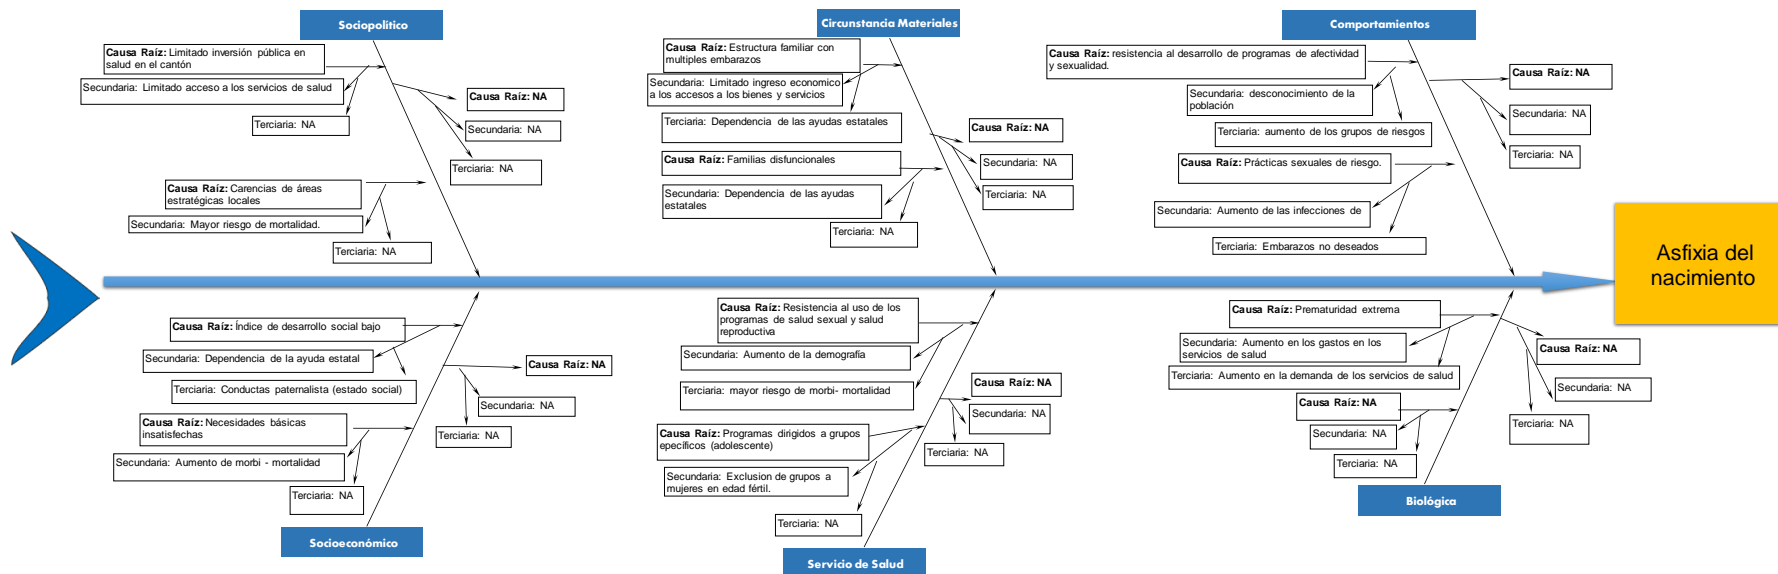 Sociopolítico
Causa Raíz: Limitado inversión pública en
salud en el cantón
Secundaria: Limitado acceso a los servicios de salud
Terciaria: NA
Causa Raíz: NA
Secundaria: NA
Terciaria: NA
Causa Raíz: Carencias de áreas
estratégicas locales
Secundaria: Mayor riesgo de mortalidad.
Terciaria: NA
Circunstancia Materiales
Causa Raíz: Estructura familiar con
multiples embarazos
Secundaria: Limitado ingreso economico
a los accesos a los bienes y servicios
Terciaria: Dependencia de las ayudas estatales
Causa Raíz: NA
Secundaria: NA
Terciaria: NA
Causa Raíz: Familias disfuncionales
Secundaria: Dependencia de las ayudas
estatales
Terciaria: NA
Comportamientos
Causa Raíz: resistencia al desarrollo de programas de afectividad
y sexualidad.
Secundaria: desconocimiento de la
población
Terciaria: aumento de los grupos de riesgos
Causa Raíz: NA
Secundaria: NA
Terciaria: NA
Causa Raíz: Prácticas sexuales de riesgo.
Secundaria: Aumento de las infecciones de
Terciaria: Embarazos no deseados
Asfixia del
nacimiento
Causa Raíz: Índice de desarrollo social bajo
Secundaria: Dependencia de la ayuda estatal
Terciaria: Conductas paternalista (estado social)
Causa Raíz: NA
Secundaria: NA
Terciaria: NA
Causa Raíz: Necesidades básicas
insatisfechas
Secundaria: Aumento de morbi - mortalidad
Terciaria: NA
Socioeconómico
Causa Raíz: Resistencia al uso de los
programas de salud sexual y salud
reproductiva
Secundaria: Aumento de la demografía
Terciaria: mayor riesgo de morbi- mortalidad
Causa Raíz: NA
Secundaria: NA
Terciaria: NA
Causa Raíz: Programas dirigidos a grupos
epecíficos (adolescente)
Secundaria: Exclusion de grupos a
mujeres en edad fértil.
Terciaria: NA
Servicio de Salud
Causa Raíz: Prematuridad extrema
Secundaria: Aumento en los gastos en los
servicios de salud
Terciaria: Aumento en la demanda de los servicios de salud
Causa Raíz: NA
Secundaria: NA
Terciaria: NA
Causa Raíz: NA
Secundaria: NA
Terciaria: NA
Biológica